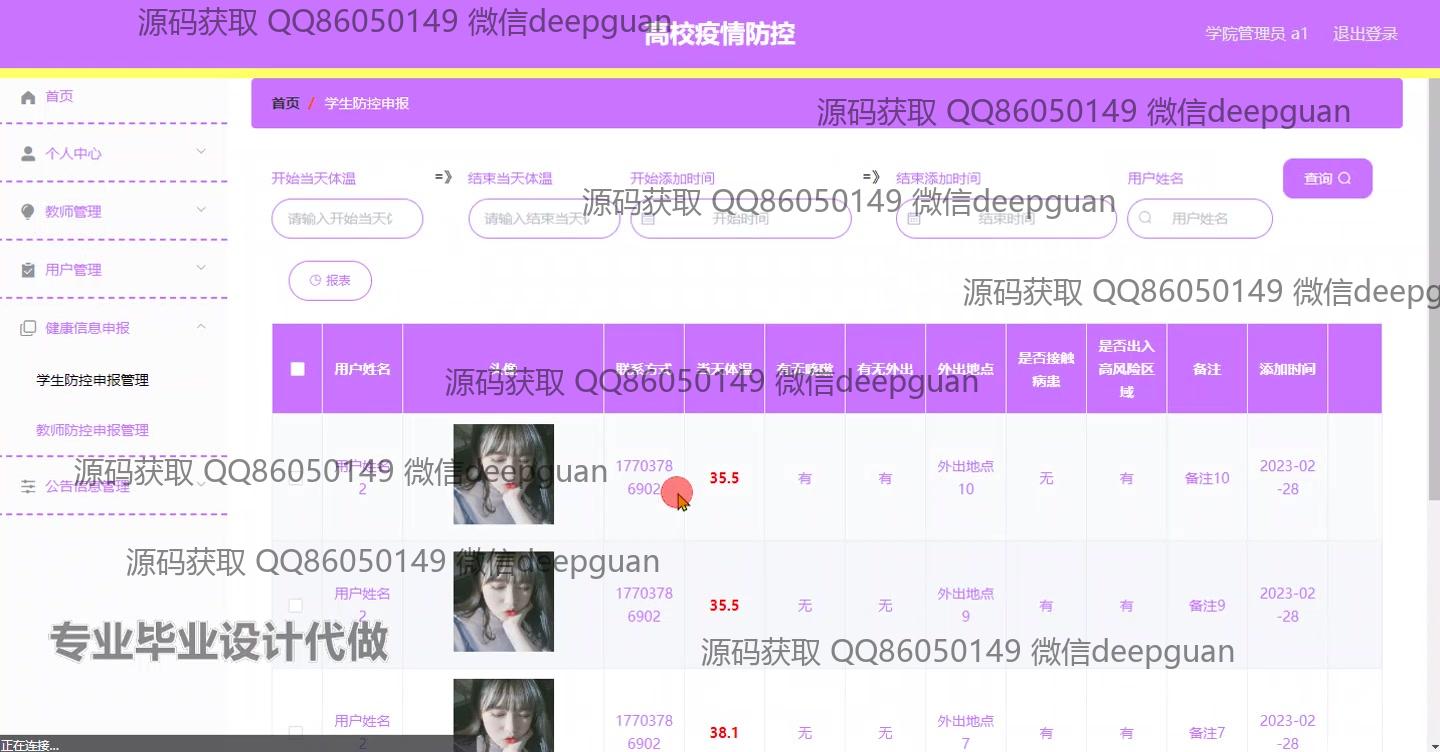 源码获取 QQ86050149 微信deepguan
高校疫情防控
学院管理员 a1
退出登录
首页
首页 / 学生防控申报
源码获取 QQ86050149 微信deepguan
个人中心
开始当天体温
=》
结束当天体温
开始添加时间
=》
结束添加时间
用户姓名
查询
源码获取 QQ86050149 微信deepguan
教师管理
请输入开始当天
请输入结束当天
开始时间
结束时间
用户姓名
用户管理
报表
源码获取 QQ86050149 微信deepg
健康信息申报
学生防控申报管理
教师防控申报管理
公告信息管理
用户姓名
头像
联系方式
当天体温
有无咳嗽
有无外出
外出地点
是否接触
病患
是否出入
高风险区
域
备注
添加时间
源码获取 QQ86050149 微信deepguan
用户姓名
2
1770378
6902
35.5
有
有
外出地点
10
无
有
备注10
2023-02
-28
源码获取 QQ86050149 微信deepguan
源码获取 QQ86050149 微信deepguan
用户姓名
2
1770378
6902
35.5
无
无
外出地点
9
有
有
备注9
2023-02
-28
专业毕业设计代做
源码获取 QQ86050149 微信deepguan
用户姓名
2
1770378
6902
38.1
无
无
外出地点
7
有
有
备注7
2023-02
-28
正在连接...